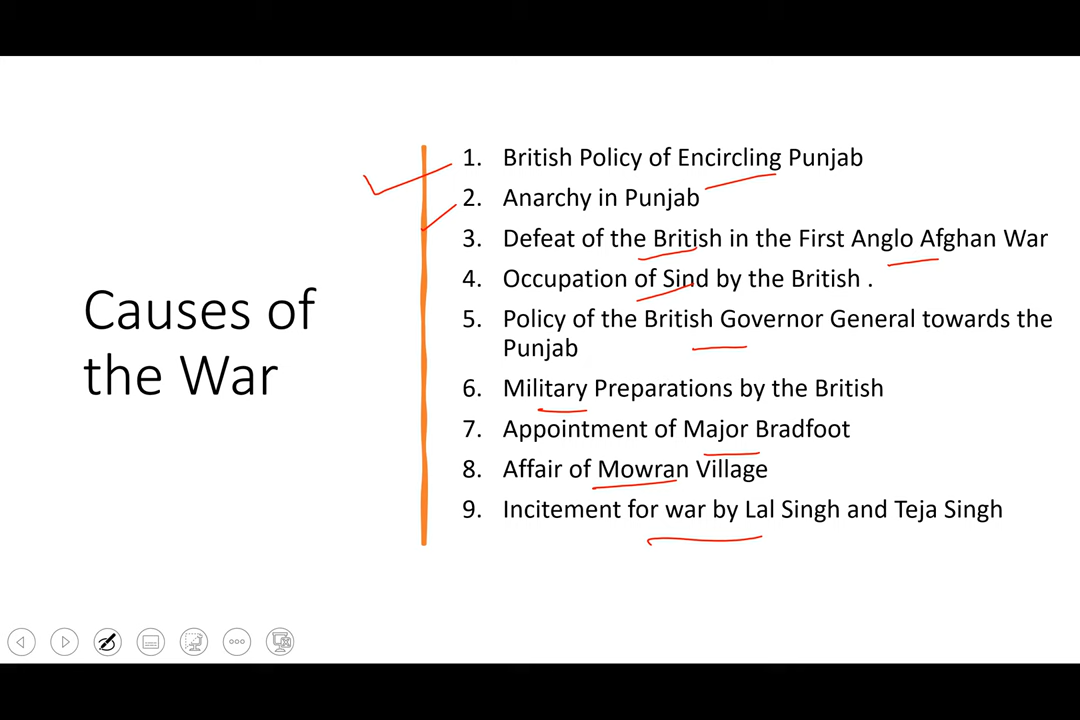 Causes of
the War
1. British Policy of Encircling Punjab
2. Anarchy in Punjab
3. Defeat of the British in the First Anglo Afghan War
4. Occupation of Sind by the British .
5. Policy of the British Governor General towards the
Punjab
6. Military Preparations by the British
7. Appointment of Major Bradfoot
8. Affair of Mowran Village
9. Incitement for war by Lal Singh and Teja Singh